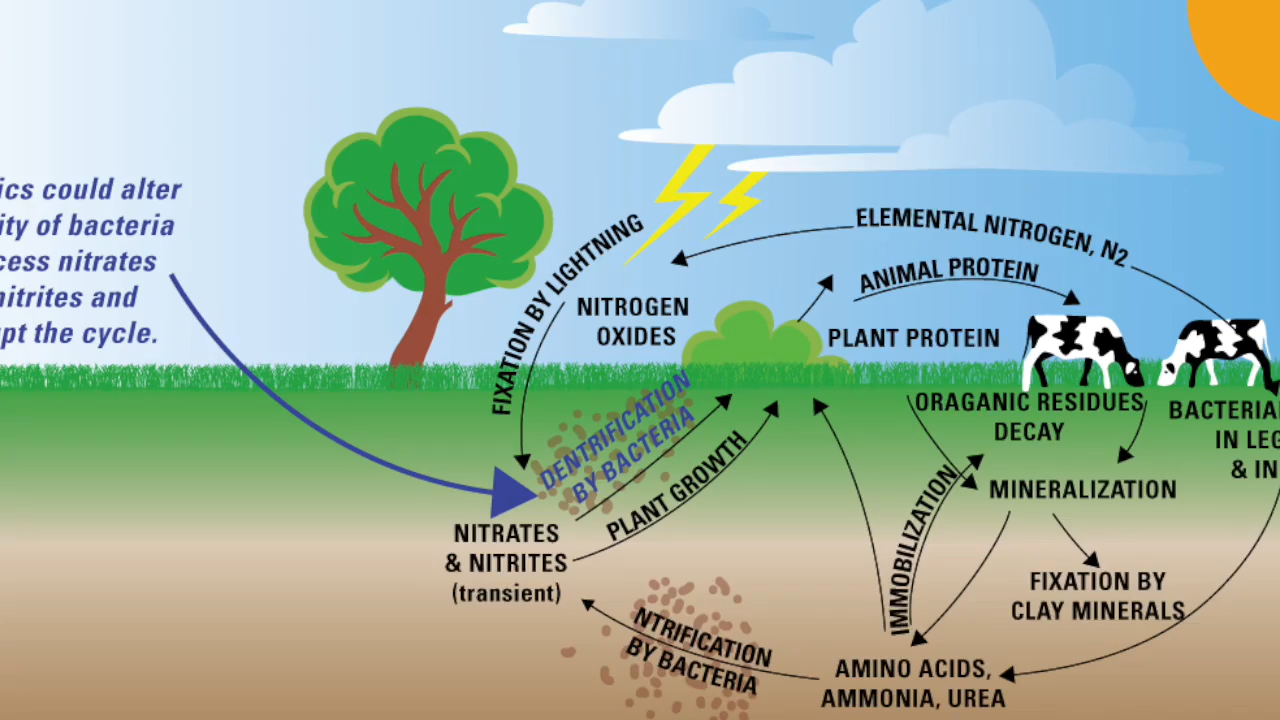 ics could alter
ity of bacteria
cess nitrates
nitrites and
pt the cycle.
FIXATION BY LIGHTNING
NITROGEN
OXIDES
ELEMENTAL NITROGEN, N2
ANIMAL PROTEIN
PLANT PROTEIN
DENTRIFICATION
BY BACTERIA
PLANT GROWTH
NITRATES
& NITRITES
(transient)
NTRIFICATION
BY BACTERIA
ORAGANIC RESIDUES
DECAY
BACTERIA
IN LEG
& IN
MINERALIZATION
IMMOBILIZATION
FIXATION BY
CLAY MINERALS
AMINO ACIDS,
AMMONIA, UREA